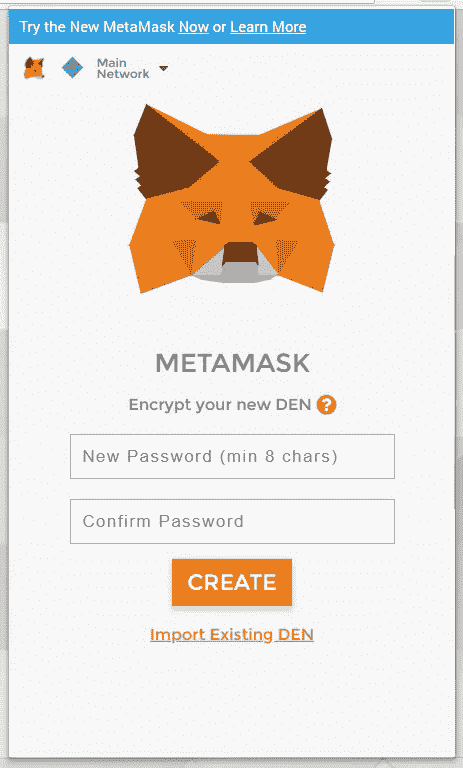 Try the New MetaMask Now or Learn More
Main
Network
METAMASK
Encrypt your new DEN ?
New Password (min 8 chars)
Confirm Password
CREATE
Import Existing DEN